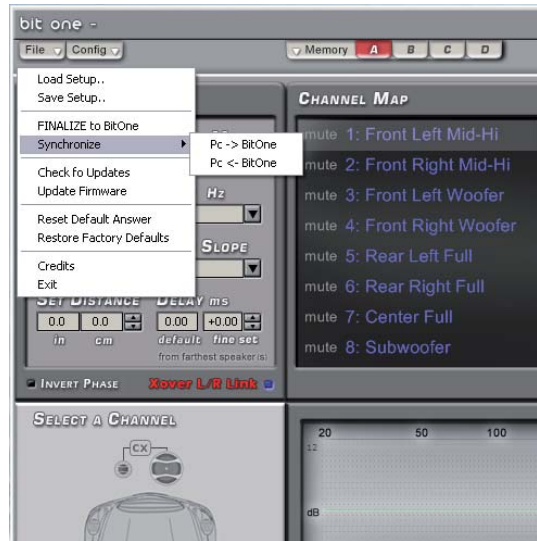 bit one -
File Config Memory A B C D
Load Setup..
Save Setup..
FINALIZE to BitOne
Synchronize
Pc -> BitOne
Pc <- BitOne
Check fo Updates
Update Firmware
Reset Default Answer
Restore Factory Defaults
Credits
Exit
Hz
SLOPE
SET DISTANCE DELAY ms
0.0 0.0 0.00 +0.00
in cm default fine set
from farthest speaker(s)
INVERT PHASE Xover L/R Link
CHANNEL MAP
mute 1: Front Left Mid-Hi
mute 2: Front Right Mid-Hi
mute 3: Front Left Woofer
mute 4: Front Right Woofer
mute 5: Rear Left Full
mute 6: Rear Right Full
mute 7: Center Full
mute 8: Subwoofer
SELECT A CHANNEL
CX
20 50 100
12
dB